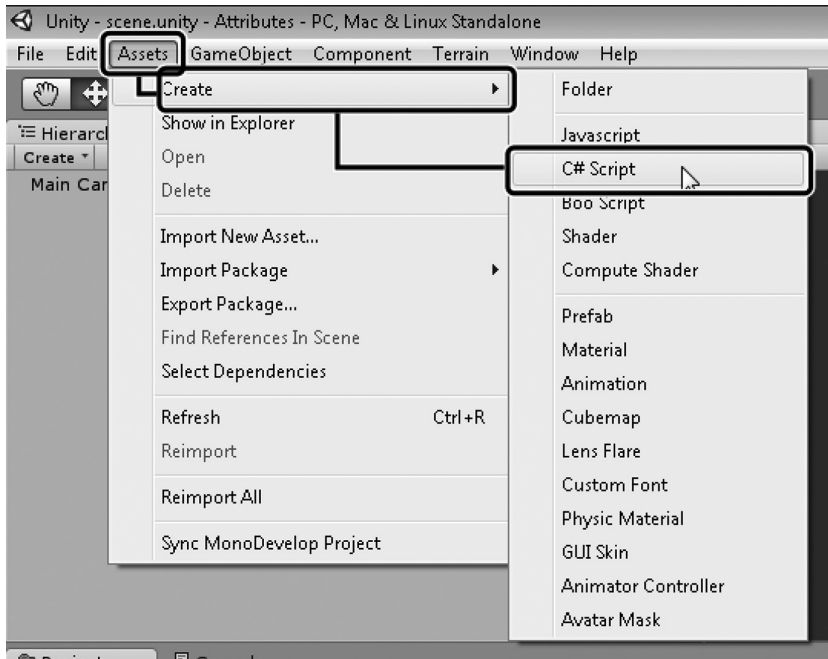 Unity - scene.unity - Attributes - PC, Mac & Linux Standalone
File Edit Assets GameObject Component Terrain Window Help
Hierarc
Create
Main Car
Create
Show in Explorer
Open
Delete
Import New Asset...
Import Package
Export Package...
Find References In Scene
Select Dependencies
Refresh Ctrl+R
Reimport
Reimport All
Sync MonoDevelop Project
Folder
Javascript
C# Script
Boo Script
Shader
Compute Shader
Prefab
Material
Animation
Cubemap
Lens Flare
Custom Font
Physic Material
GUI Skin
Animator Controller
Avatar Mask